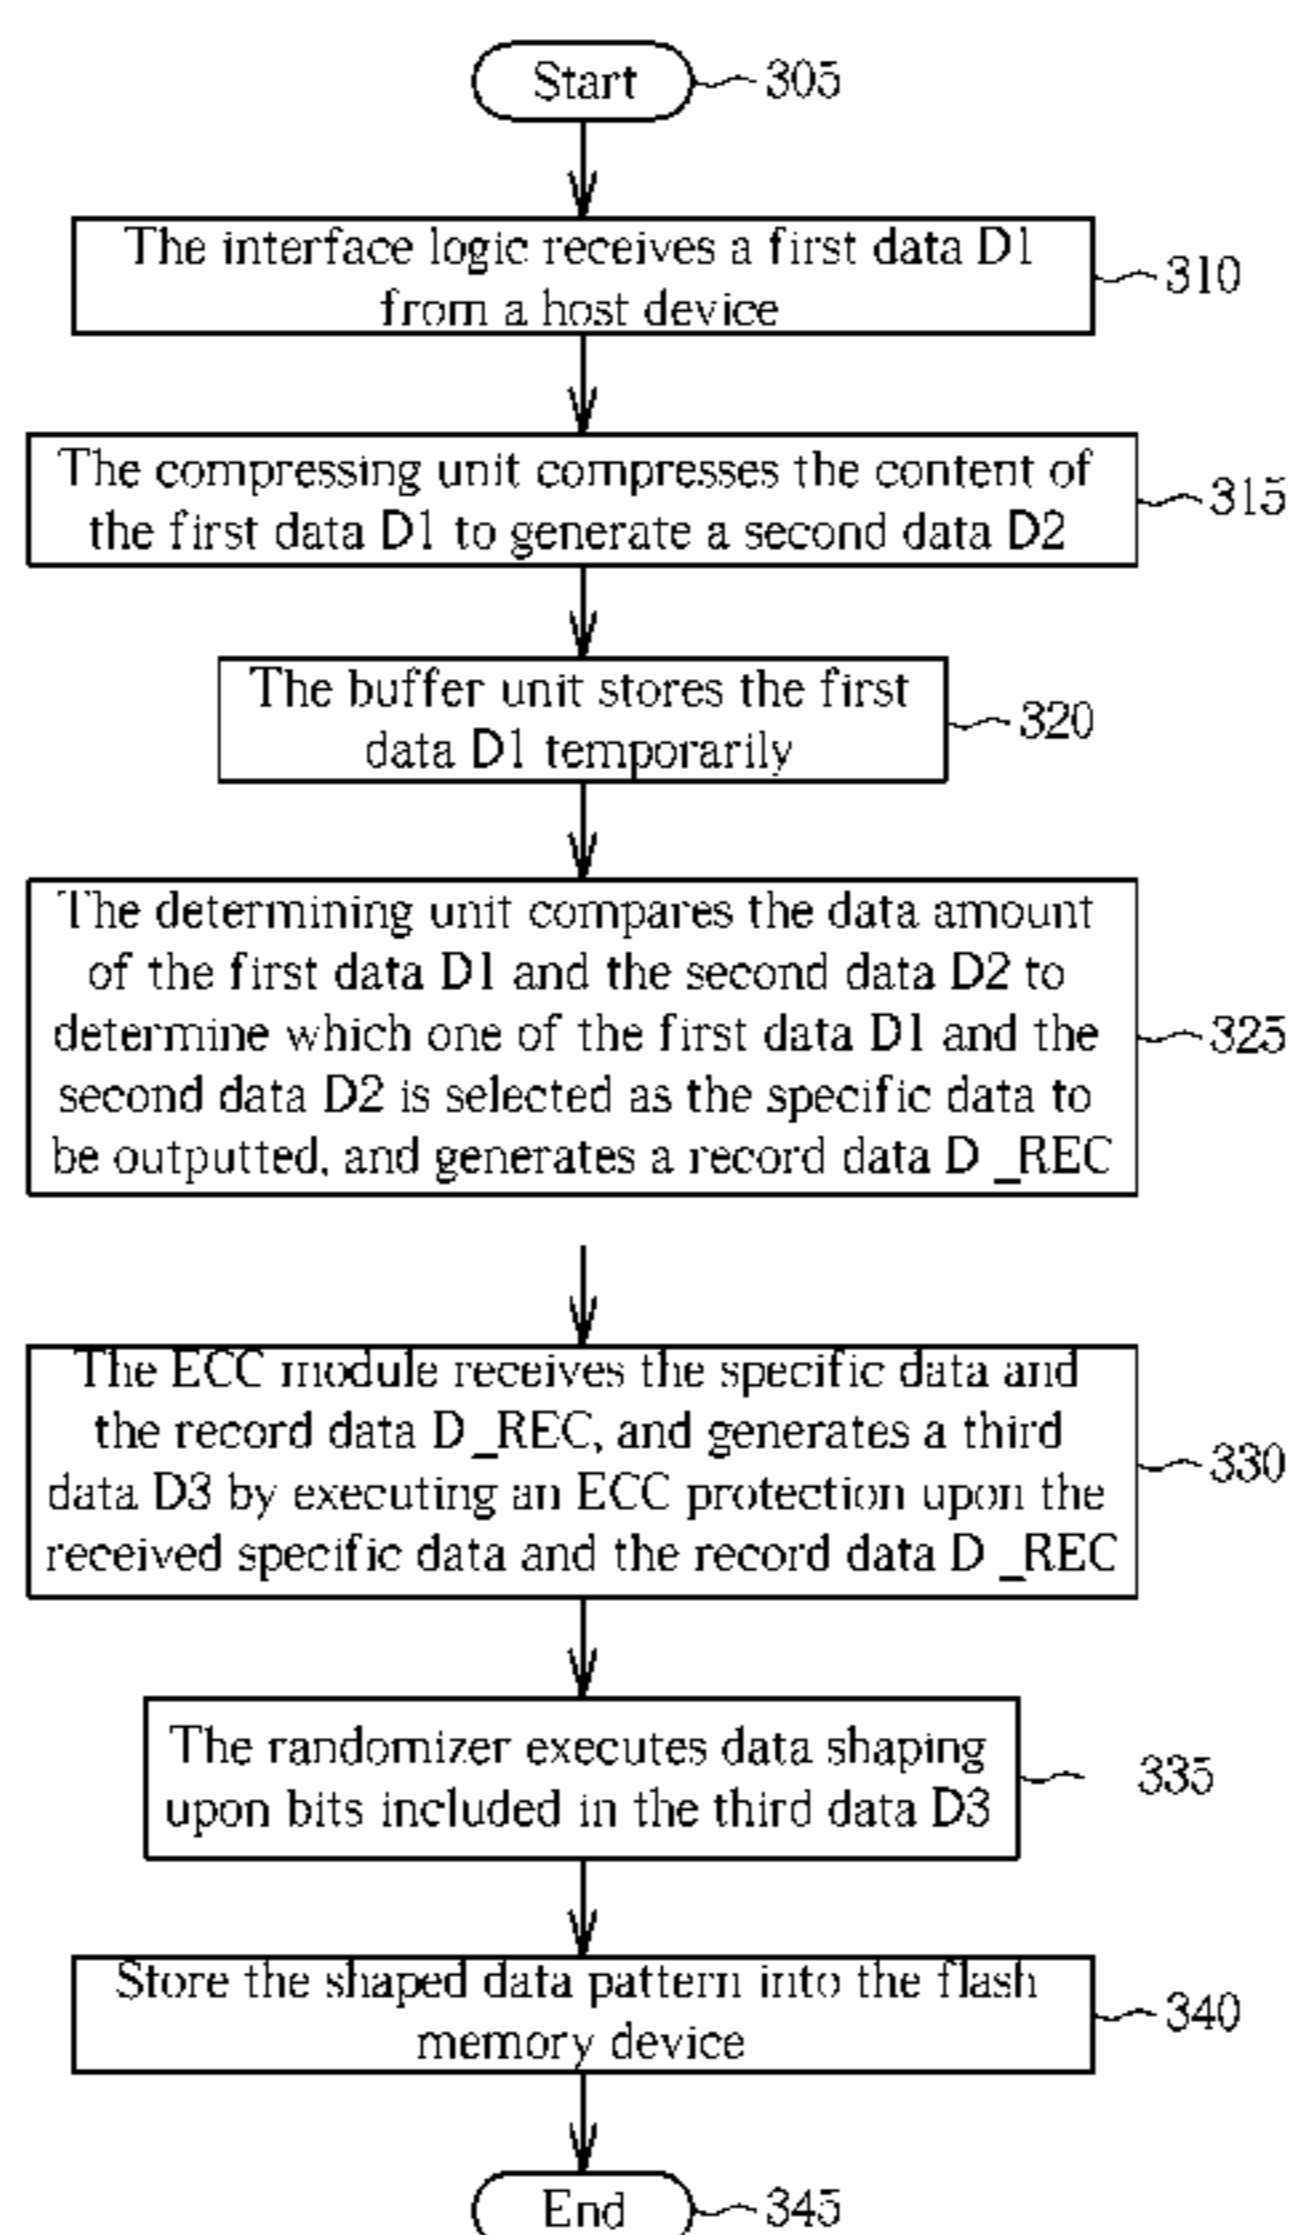 Start 305
The interface logic receives a first data D1
from a host device
310
The compressing unit compresses the content of
the first data D1 to generate a second data D2
315
The buffer unit stores the first
data D1 temporarily
320
The determining unit compares the data amount
of the first data D1 and the second data D2 to
determine which one of the first data D1 and the
second data D2 is selected as the specific data to
be outputted, and generates a record data D_REC
325
The ECC module receives the specific data and
the record data D_REC, and generates a third
data D3 by executing an ECC protection upon the
received specific data and the record data D_REC
330
The randomizer executes data shaping
upon bits included in the third data D3
335
Store the shaped data pattern into the flash
memory device
340
End 345